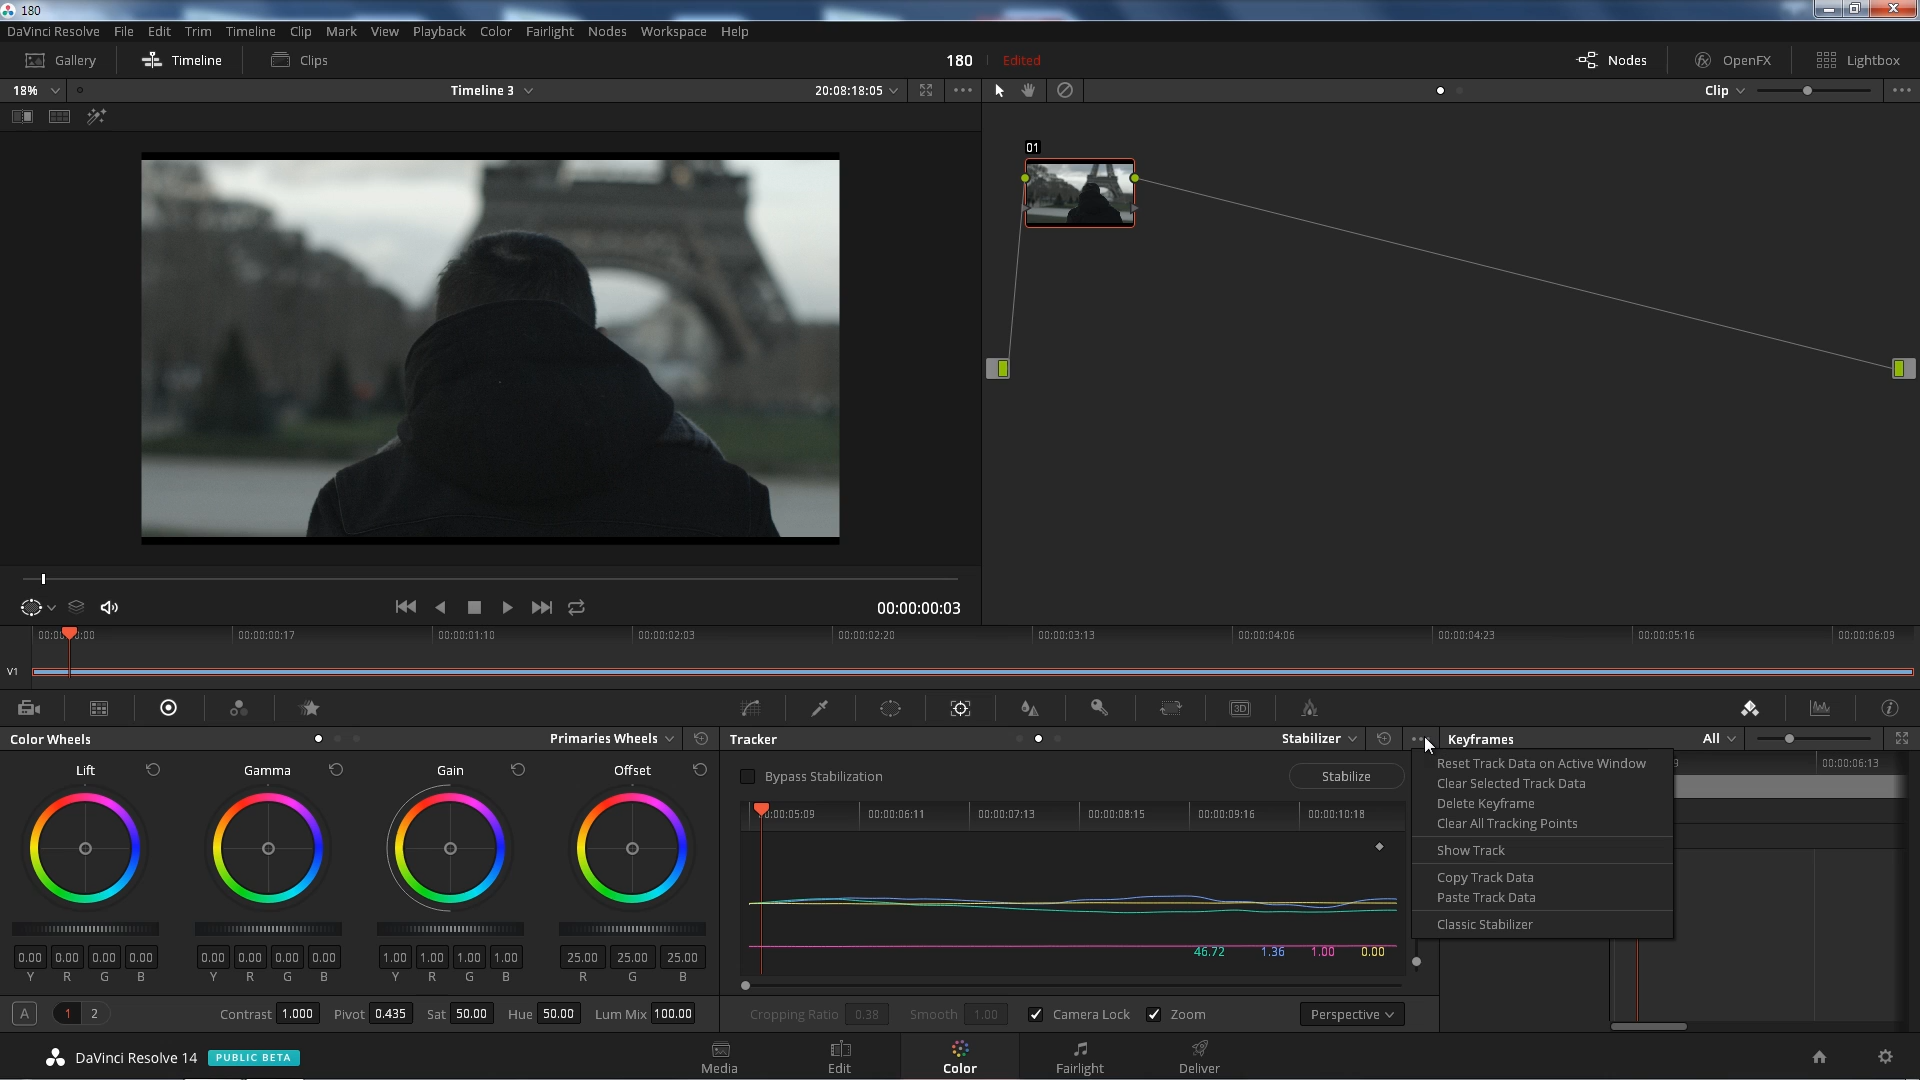 180
DaVinci Resolve File Edit Trim Timeline Clip Mark View Playback Color Fairlight Nodes Workspace Help
Gallery Timeline Clips 180 Edited Nodes OpenFX Lightbox
18% Timeline 3 20:08:18:05 Clip
01
00:00:00:03
00:00:00:17 00:00:01:10 00:00:02:03 00:00:02:20 00:00:03:13 00:00:04:06 00:00:04:23 00:00:05:16 00:00:06:09
V1
3D
Color Wheels Primaries Wheels Tracker Stabilizer Keyframes All
Lift Gamma Gain Offset Bypass Stabilization Stabilize
Reset Track Data on Active Window
00:00:06:13
Clear Selected Track Data
Delete Keyframe
Clear All Tracking Points
Show Track
Copy Track Data
Paste Track Data
Classic Stabilizer
:00:05:09 00:00:06:11 00:00:07:13 00:00:08:15 00:00:09:16 00:00:10:18
46.72 1.36 1.00 0.00
0.00 0.00 0.00 0.00 0.00 0.00 0.00 0.00 1.00 1.00 1.00 1.00 25.00 25.00 25.00
Y R G B Y R G B Y R G B R G B
A 1 2 Contrast 1.000 Pivot 0.435 Sat 50.00 Hue 50.00 Lum Mix 100.00 Cropping Ratio 0.38 Smooth 1.00 Camera Lock Zoom Perspective
DaVinci Resolve 14 PUBLIC BETA Media Edit Color Fairlight Deliver